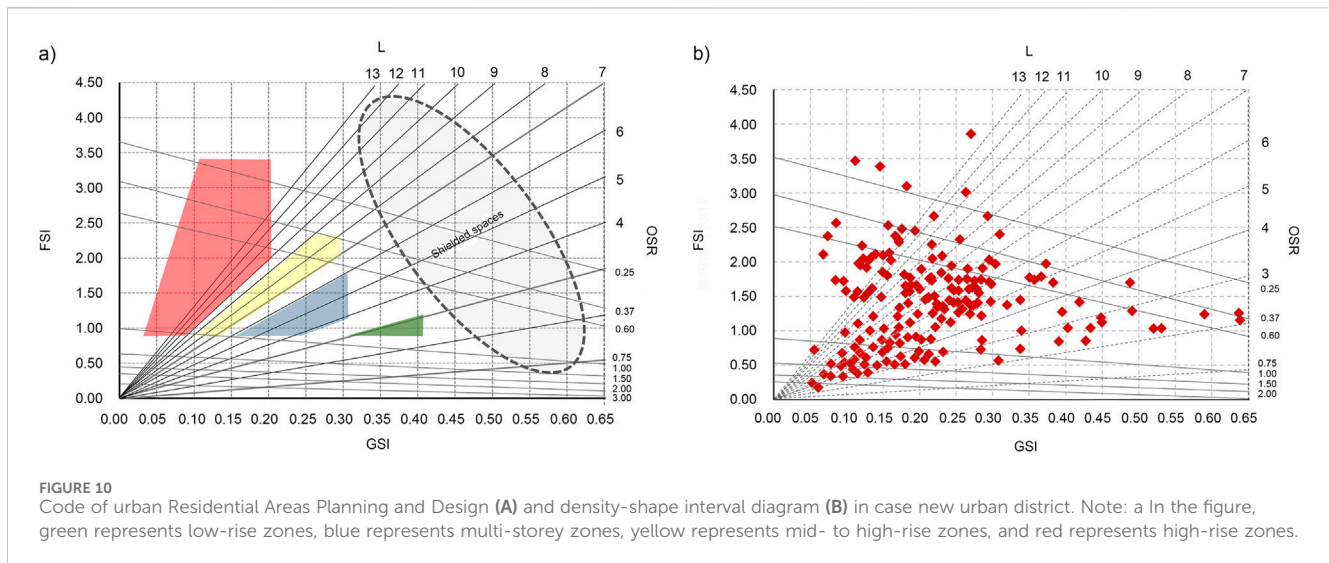 a)
L
13 12 11 10 9 8 7
4.50
4.00
3.50
3.00
2.50
2.00
1.50
1.00
0.50
0.00
FSI
Shielded spaces
6
5
4
0.25
0.37
0.60
0.75
1.00
1.50
2.00
3.00
OSR
0.00 0.05 0.10 0.15 0.20 0.25 0.30 0.35 0.40 0.45 0.50 0.55 0.60 0.65
GSI
b)
L
13 12 11 10 9 8 7
4.50
4.00
3.50
3.00
2.50
2.00
1.50
1.00
0.50
0.00
FSI
6
5
4
3
0.25
0.37
0.60
0.75
1.00
1.50
2.00
OSR
0.00 0.05 0.10 0.15 0.20 0.25 0.30 0.35 0.40 0.45 0.50 0.55 0.60 0.65
GSI
FIGURE 10
Code of urban Residential Areas Planning and Design (A) and density-shape interval diagram (B) in case new urban district. Note: a In the figure,
green represents low-rise zones, blue represents multi-storey zones, yellow represents mid- to high-rise zones, and red represents high-rise zones.